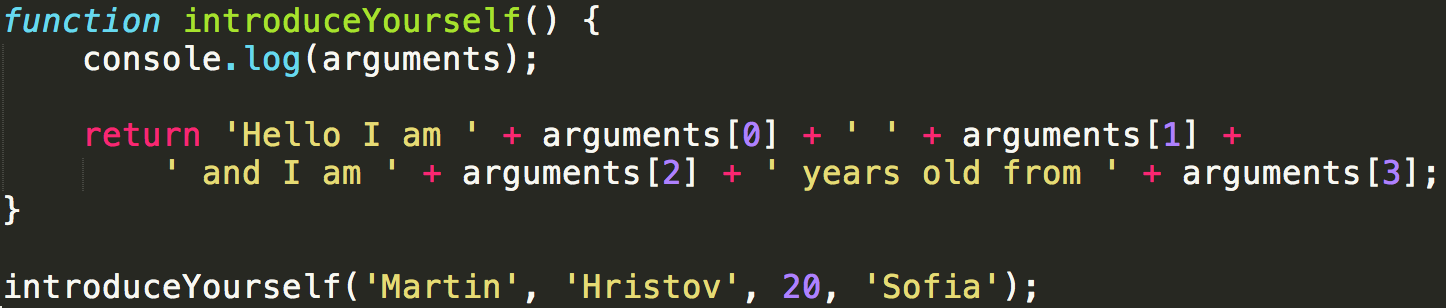 function introduceYourself() {
    console.log(arguments);

    return 'Hello I am ' + arguments[0] + ' ' + arguments[1] +
        ' and I am ' + arguments[2] + ' years old from ' + arguments[3];
}

introduceYourself('Martin', 'Hristov', 20, 'Sofia');